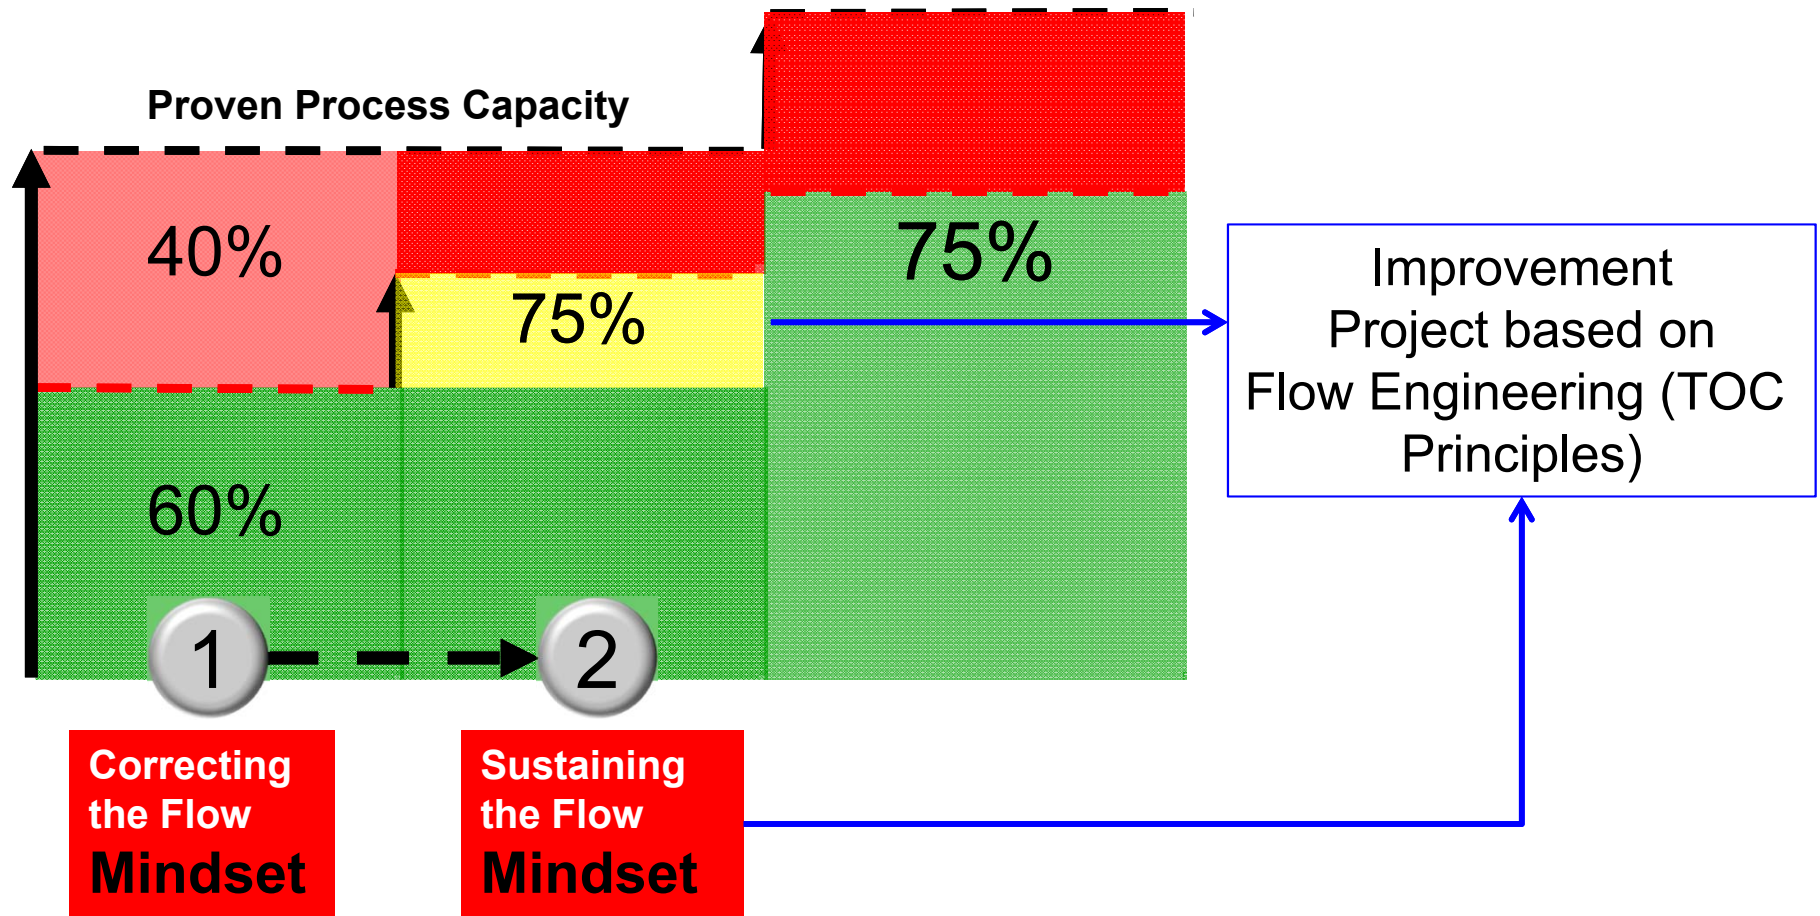 Proven Process Capacity
40%
75%
75%
60%
Improvement
Project based on
Flow Engineering (TOC
Principles)
1
2
Correcting
the Flow
Mindset
Sustaining
the Flow
Mindset